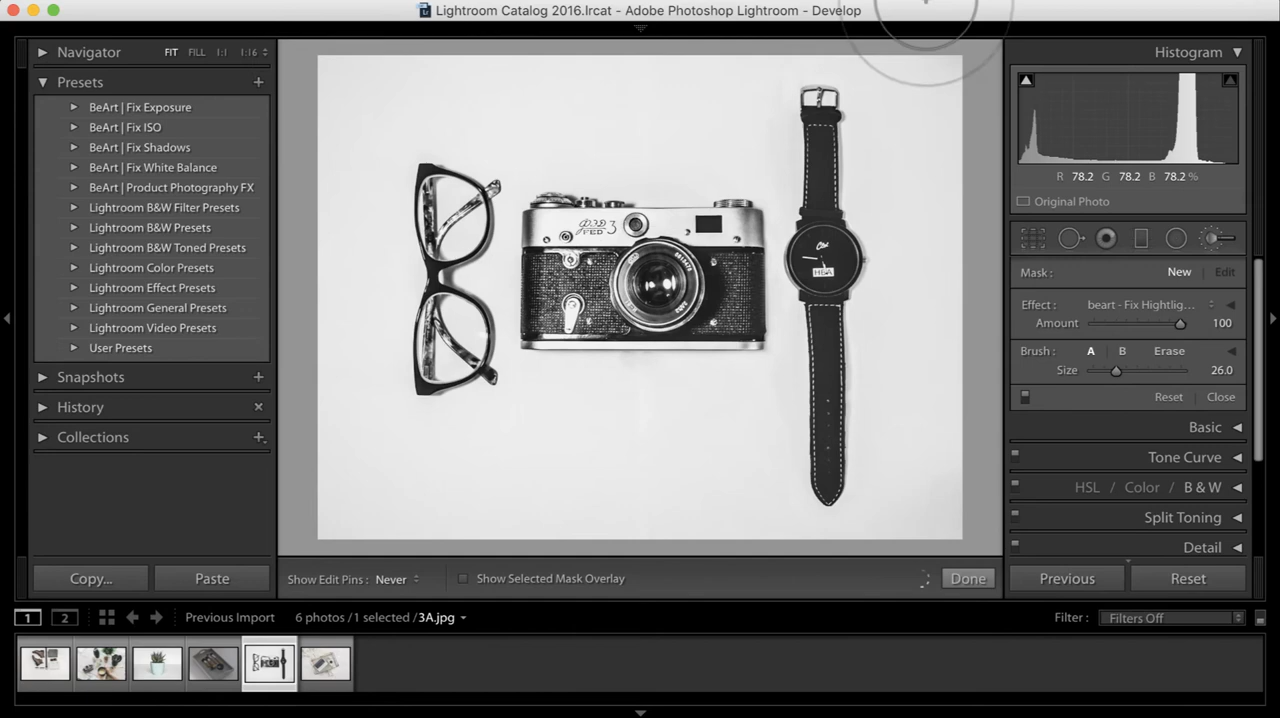 Lightroom Catalog 2016.lrcat - Adobe Photoshop Lightroom - Develop
Navigator FIT FILL 1:1 1:16
Presets
BeArt | Fix Exposure
BeArt | Fix ISO
BeArt | Fix Shadows
BeArt | Fix White Balance
BeArt | Product Photography FX
Lightroom B&W Filter Presets
Lightroom B&W Presets
Lightroom B&W Toned Presets
Lightroom Color Presets
Lightroom Effect Presets
Lightroom General Presets
Lightroom Video Presets
User Presets
Snapshots
History
Collections
Copy... Paste
FED 3
Show Edit Pins : Never Show Selected Mask Overlay Done
Histogram
R 78.2 G 78.2 B 78.2 %
Original Photo
Mask : New Edit
Effect : beart - Fix Hightlig...
Amount 100
Brush : A B Erase
Size 26.0
Reset Close
Basic
Tone Curve
HSL / Color / B & W
Split Toning
Detail
Previous Reset
1 2 Previous Import 6 photos /1 selected /3A.jpg Filter : Filters Off